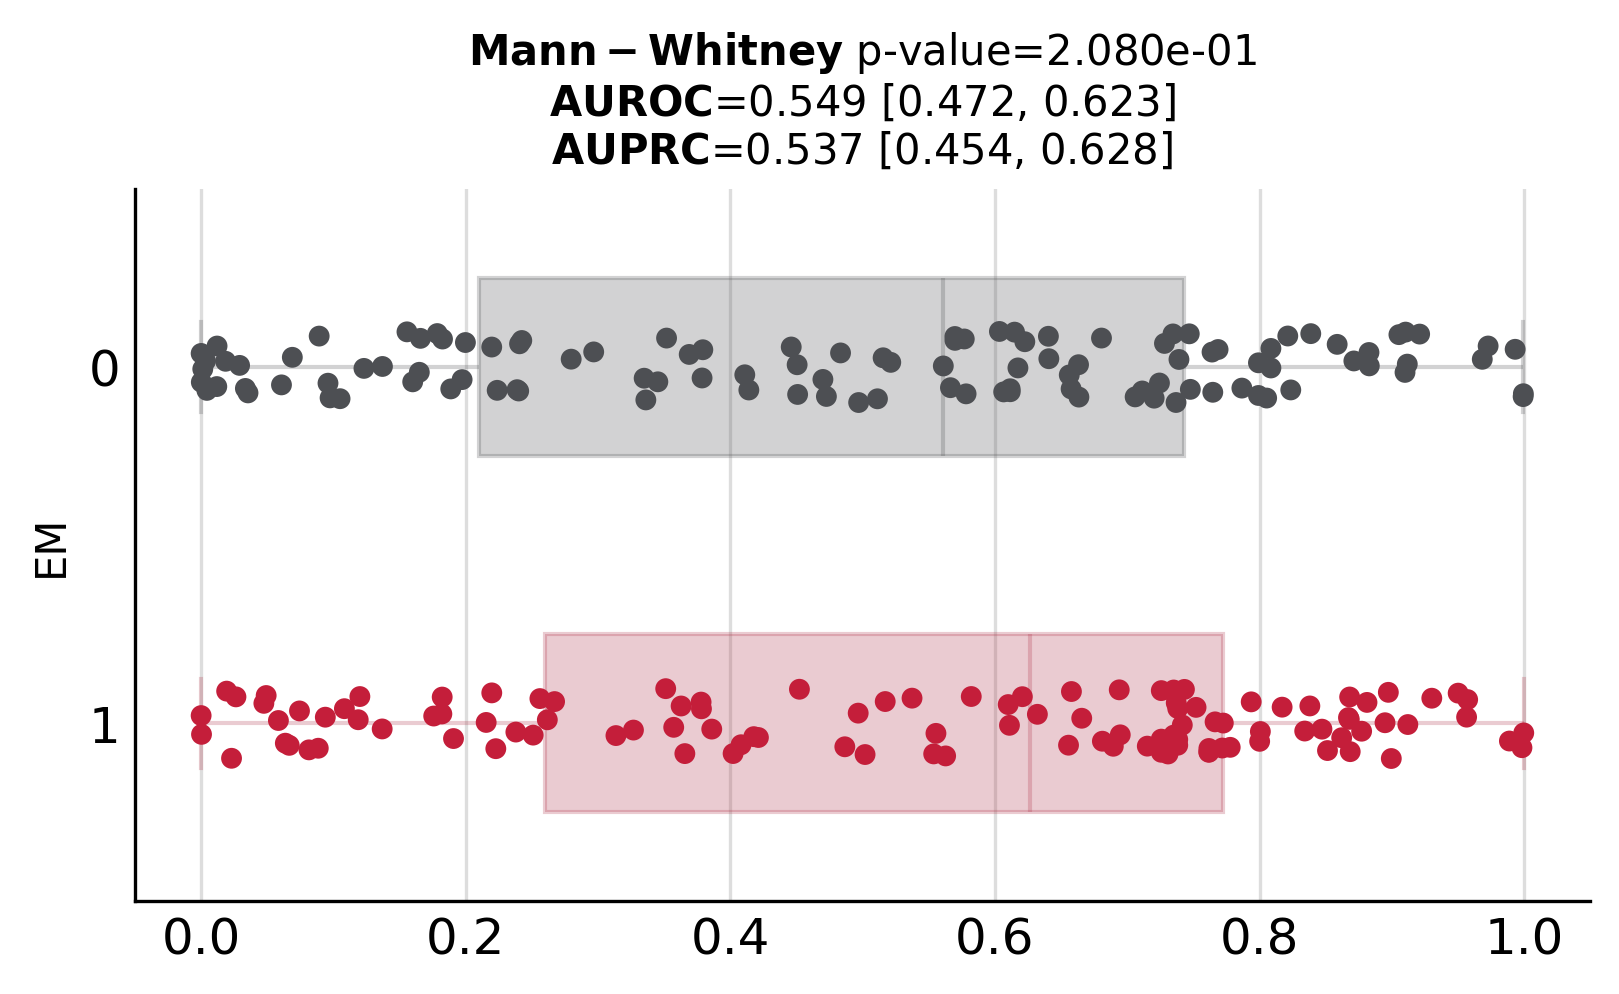 Mann − Whitney p-value=2.080e-01
AUROC=0.549 [0.472, 0.623]
AUPRC=0.537 [0.454, 0.628]
0
EM
1
0.0 0.2 0.4 0.6 0.8 1.0